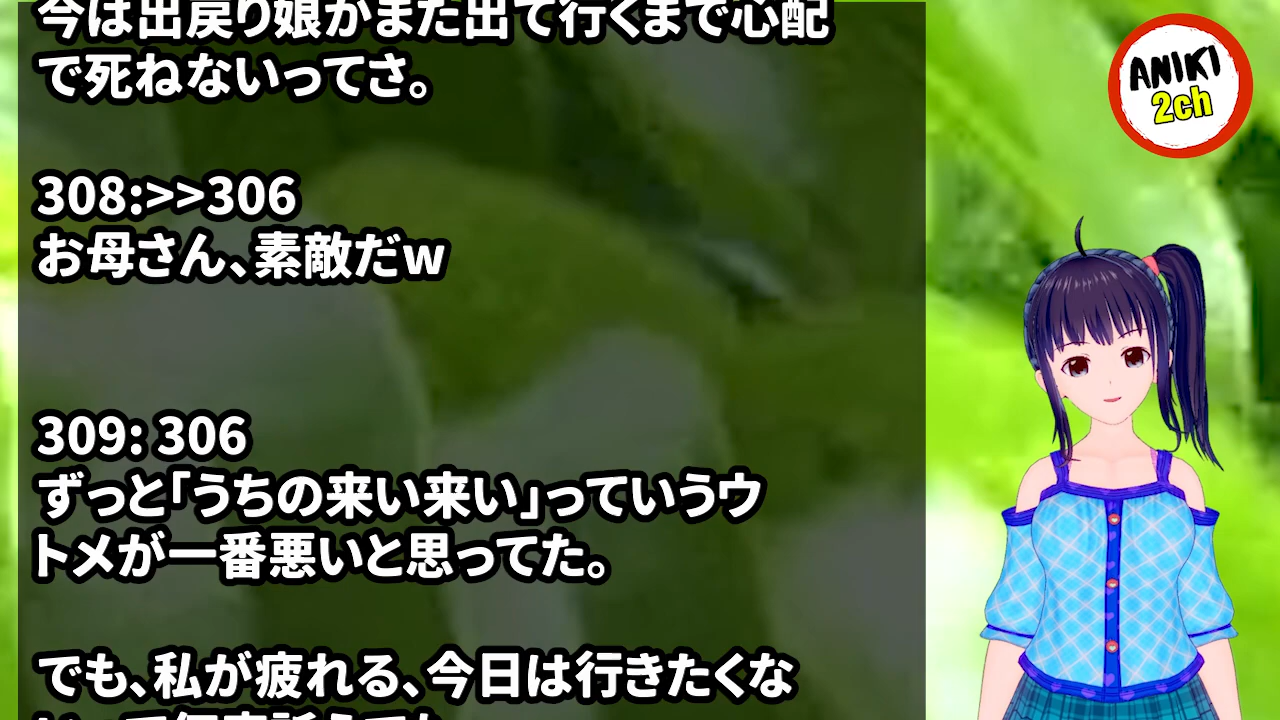 今は出戻り娘がまた出て行くまで心配
で死ねないってさ。
308:>>306
お母さん、素敵だw
309: 306
ずっと「うちの来い来い」っていうウ
トメが一番悪いと思ってた。
でも、私が疲れる、今日は行きたくな
ANIKI
2ch